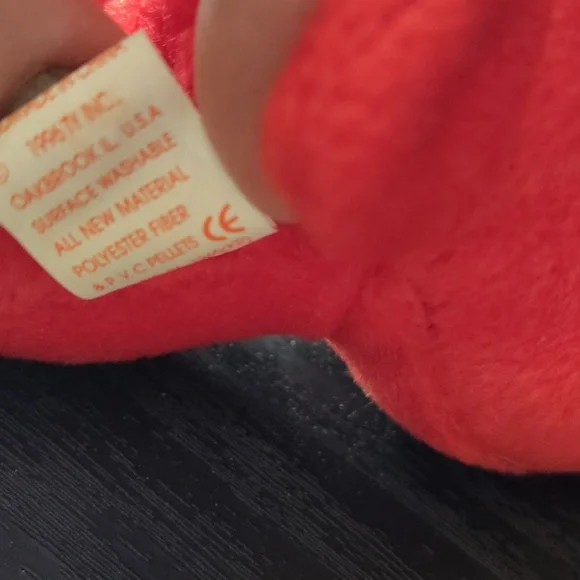 1996 TY INC.
OAKBROOK IL. U.S.A
SURFACE WASHABLE
ALL NEW MATERIAL
POLYESTER FIBER
& P.V.C PELLETS
CE